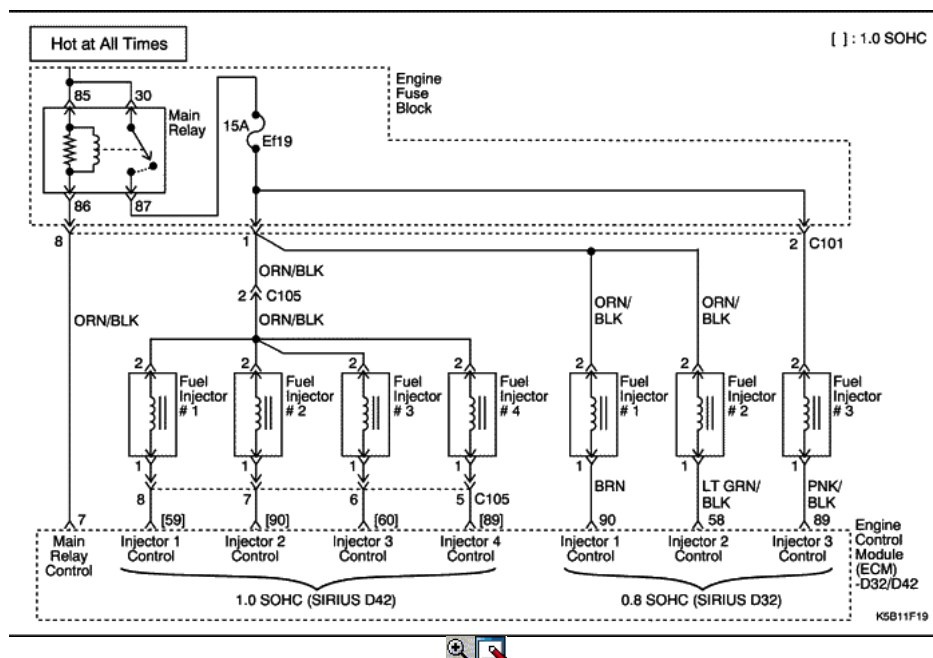 Hot at All Times
[ ] : 1.0 SOHC
Engine
Fuse
Block
85
30
Main
Relay
15A
Ef19
86
87
8
1
2 C101
ORN/BLK
2 C105
ORN/BLK
ORN/BLK
ORN/
BLK
ORN/
BLK
2
2
2
2
2
2
2
Fuel
Injector
# 1
Fuel
Injector
# 2
Fuel
Injector
# 3
Fuel
Injector
# 4
Fuel
Injector
# 1
Fuel
Injector
# 2
Fuel
Injector
# 3
1
1
1
1
1
1
1
8
7
6
5 C105
BRN
LT GRN/
BLK
PNK/
BLK
7
[59]
[90]
[60]
[89]
90
58
89
Main
Relay
Control
Injector 1
Control
Injector 2
Control
Injector 3
Control
Injector 4
Control
Injector 1
Control
Injector 2
Control
Injector 3
Control
Engine
Control
Module
(ECM)
-D32/D42
1.0 SOHC (SIRIUS D42)
0.8 SOHC (SIRIUS D32)
K5B11F19